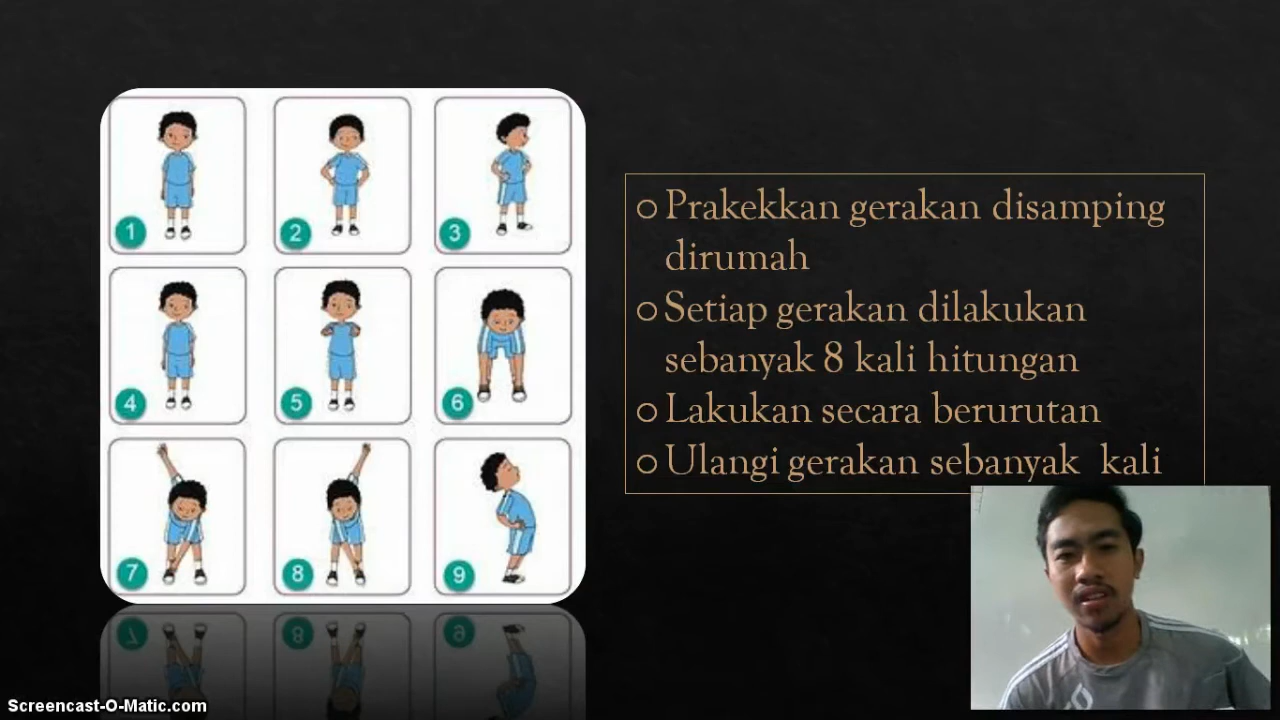 1
2
3
4
5
6
7
8
9
Prakekkan gerakan disamping
dirumah
Setiap gerakan dilakukan
sebanyak 8 kali hitungan
Lakukan secara berurutan
Ulangi gerakan sebanyak kali
Screencast-O-Matic.com